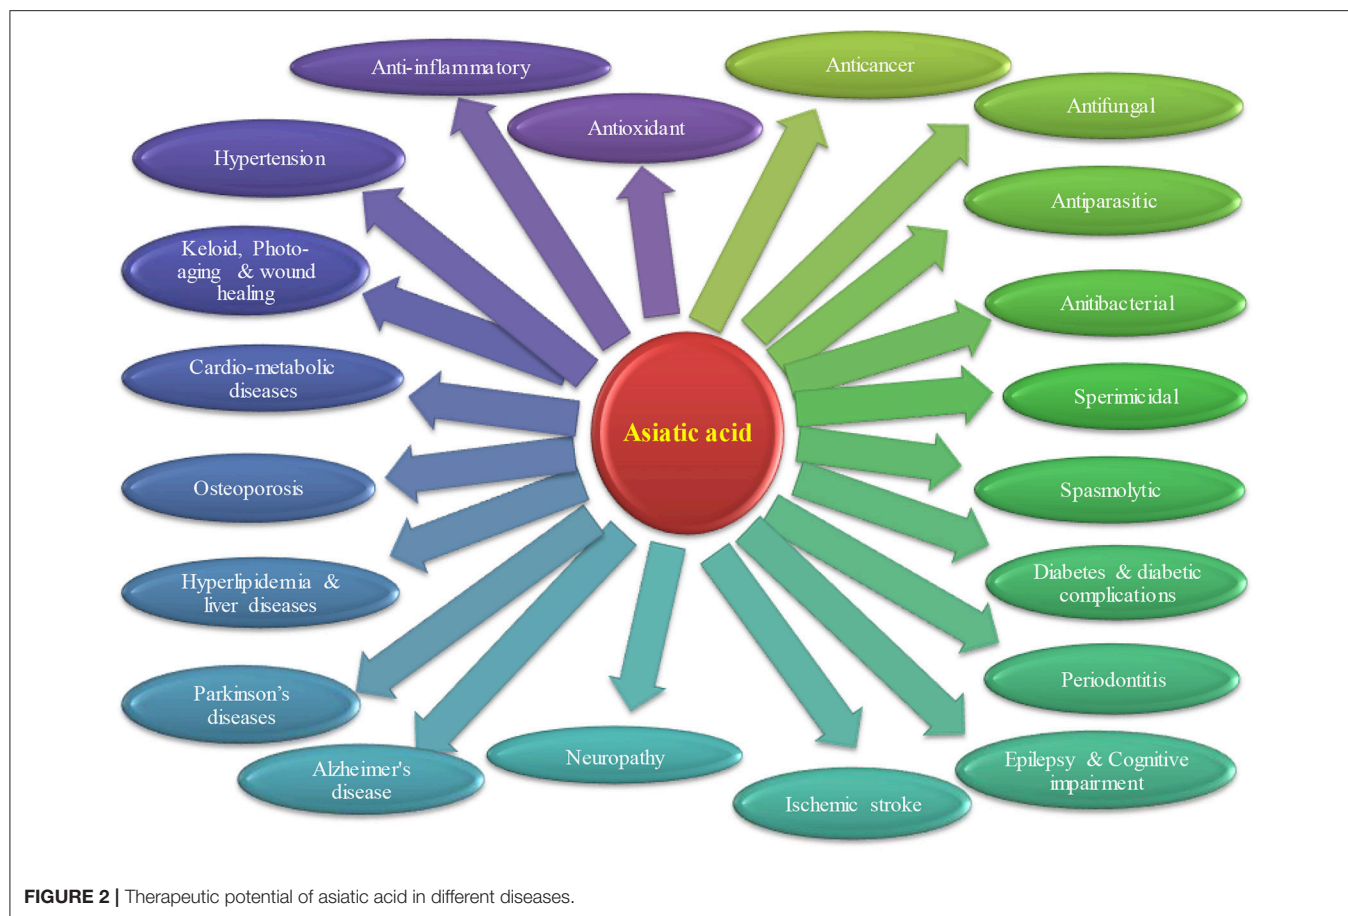 Anti-inflammatory
Anticancer
Antioxidant
Antifungal
Hypertension
Antiparasitic
Keloid, Photo-
aging & wound
healing
Anitibacterial
Cardio-metabolic
diseases
Sperimicidal
Asiatic acid
Osteoporosis
Spasmolytic
Hyperlipidemia &
liver diseases
Diabetes & diabetic
complications
Parkinson’s
diseases
Periodontitis
Alzheimer's
disease
Neuropathy
Ischemic stroke
Epilepsy & Cognitive
impairment
FIGURE 2 | Therapeutic potential of asiatic acid in different diseases.